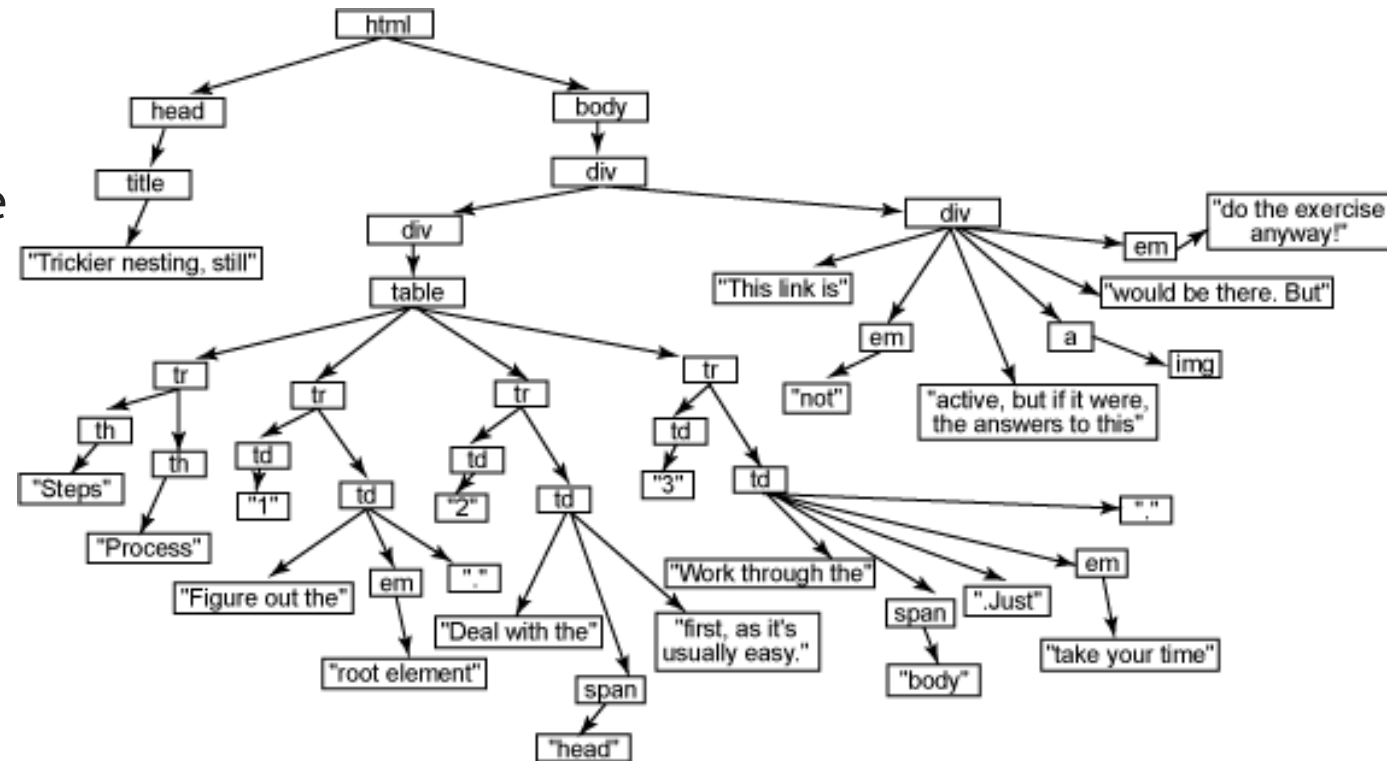 html
head
body
e
title
div
div
div
"do the exercise
anyway!"
em
"Trickier nesting, still"
table
"This link is"
"would be there. But"
em
a
img
tr
tr
tr
tr
"not"
"active, but if it were,
the answers to this"
th
th
td
td
td
"Steps"
"1"
td
"2"
td
"3"
td
"."
"Process"
"Figure out the"
em
"."
"Deal with the"
"first, as it's
usually easy."
"Work through the"
span
".Just"
em
"root element"
span
"body"
"take your time"
"head"